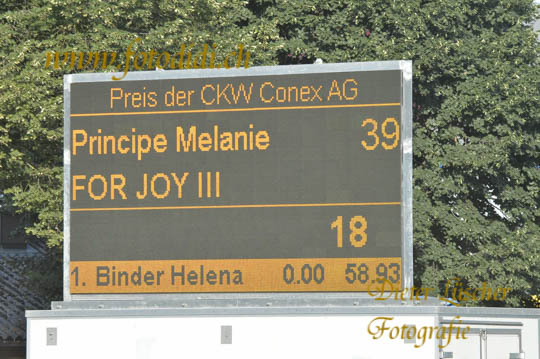 www.fotodidi.ch
Preis der CKW Conex AG
Principe Melanie 39
FOR JOY III
18
1. Binder Helena 0.00 58.93
Dieter Fischer
Fotografie